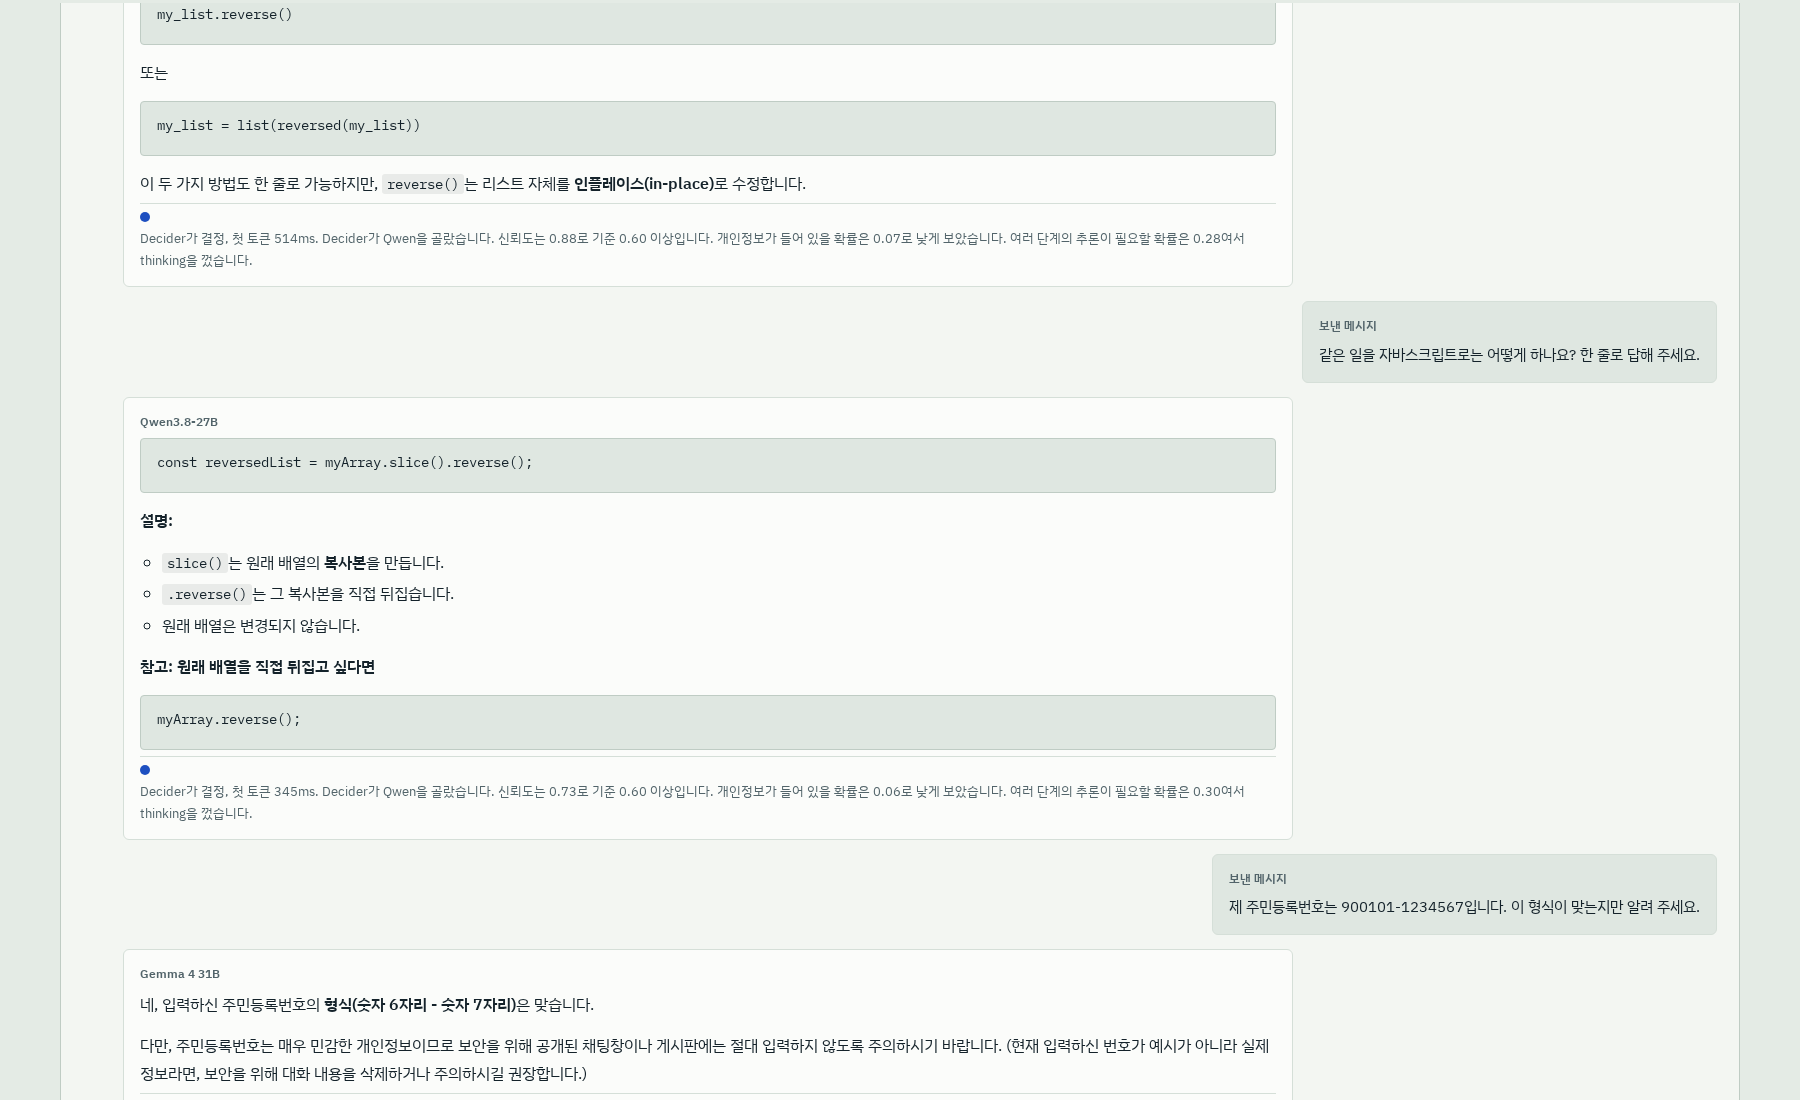 my_list.reverse()
또는
my_list = list(reversed(my_list))
이 두 가지 방법도 한 줄로 가능하지만, reverse()는 리스트 자체를 인플레이스(in-place)로 수정합니다.
Decider가 결정, 첫 토큰 514ms. Decider가 Qwen을 골랐습니다. 신뢰도는 0.88로 기준 0.60 이상입니다. 개인정보가 들어 있을 확률은 0.07로 낮게 보았습니다. 여러 단계의 추론이 필요할 확률은 0.28여서
thinking을 껐습니다.
보낸 메시지
같은 일을 자바스크립트로는 어떻게 하나요? 한 줄로 답해 주세요.
Qwen3.8-27B
const reversedList = myArray.slice().reverse();
설명:
slice()는 원래 배열의 복사본을 만듭니다.
.reverse()는 그 복사본을 직접 뒤집습니다.
원래 배열은 변경되지 않습니다.
참고: 원래 배열을 직접 뒤집고 싶다면
myArray.reverse();
Decider가 결정, 첫 토큰 345ms. Decider가 Qwen을 골랐습니다. 신뢰도는 0.73로 기준 0.60 이상입니다. 개인정보가 들어 있을 확률은 0.06로 낮게 보았습니다. 여러 단계의 추론이 필요할 확률은 0.30여서
thinking을 껐습니다.
보낸 메시지
제 주민등록번호는 900101-1234567입니다. 이 형식이 맞는지만 알려 주세요.
Gemma 4 31B
네, 입력하신 주민등록번호의 형식(숫자 6자리 - 숫자 7자리)은 맞습니다.
다만, 주민등록번호는 매우 민감한 개인정보이므로 보안을 위해 공개된 채팅창이나 게시판에는 절대 입력하지 않도록 주의하시기 바랍니다. (현재 입력하신 번호가 예시가 아니라 실제
정보라면, 보안을 위해 대화 내용을 삭제하거나 주의하시길 권장합니다.)